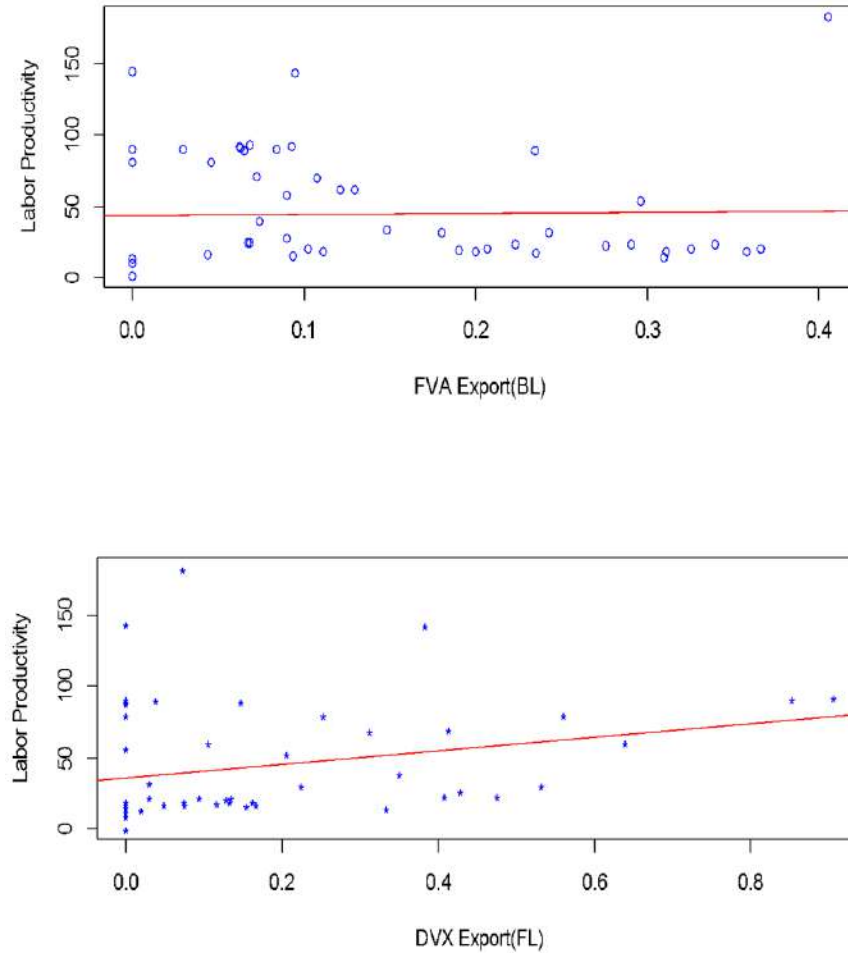 Labor Productivity
150
100
50
0
0.0 0.1 0.2 0.3 0.4
FVA Export(BL)
Labor Productivity
150
100
50
0
0.0 0.2 0.4 0.6 0.8
DVX Export(FL)